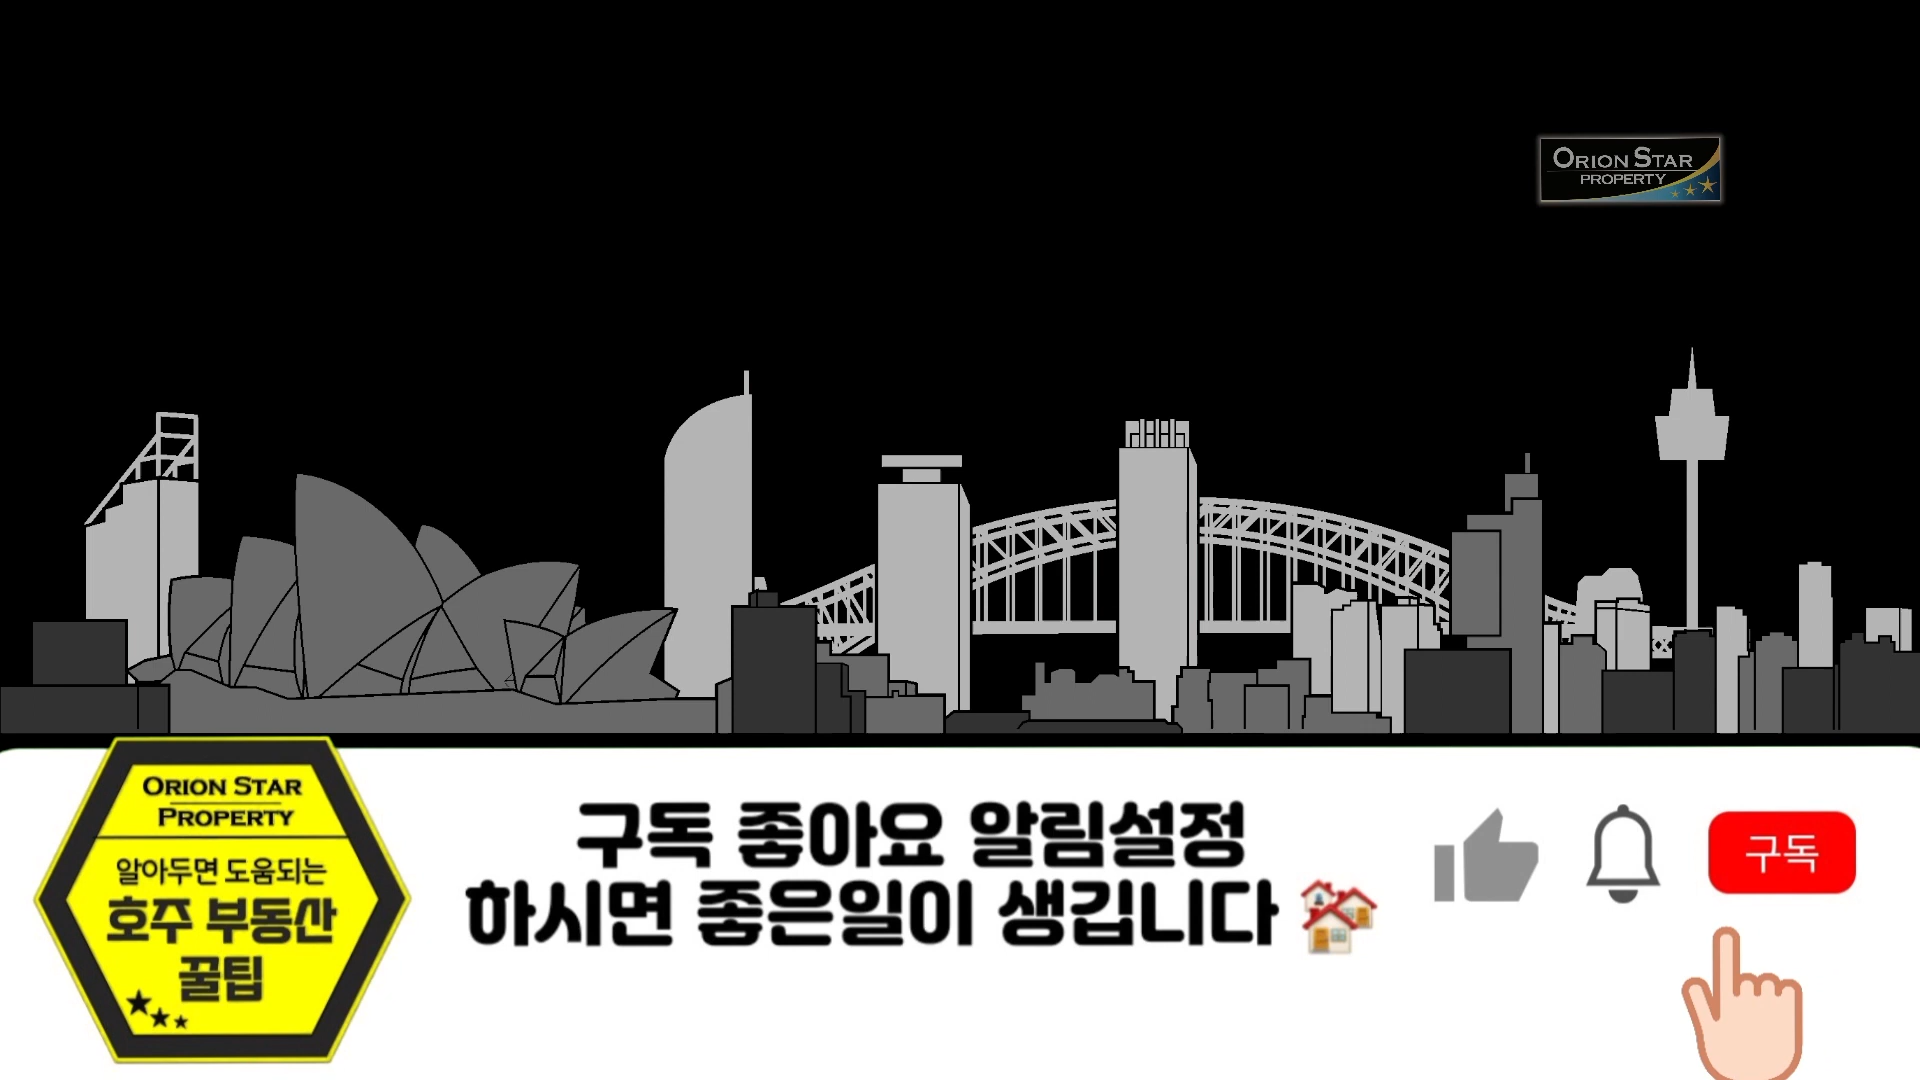 ORION STAR
PROPERTY
ORION STAR
PROPERTY
알아두면 도움되는
호주 부동산
꿀팁
구독 좋아요 알림설정
하시면 좋은일이 생깁니다
구독